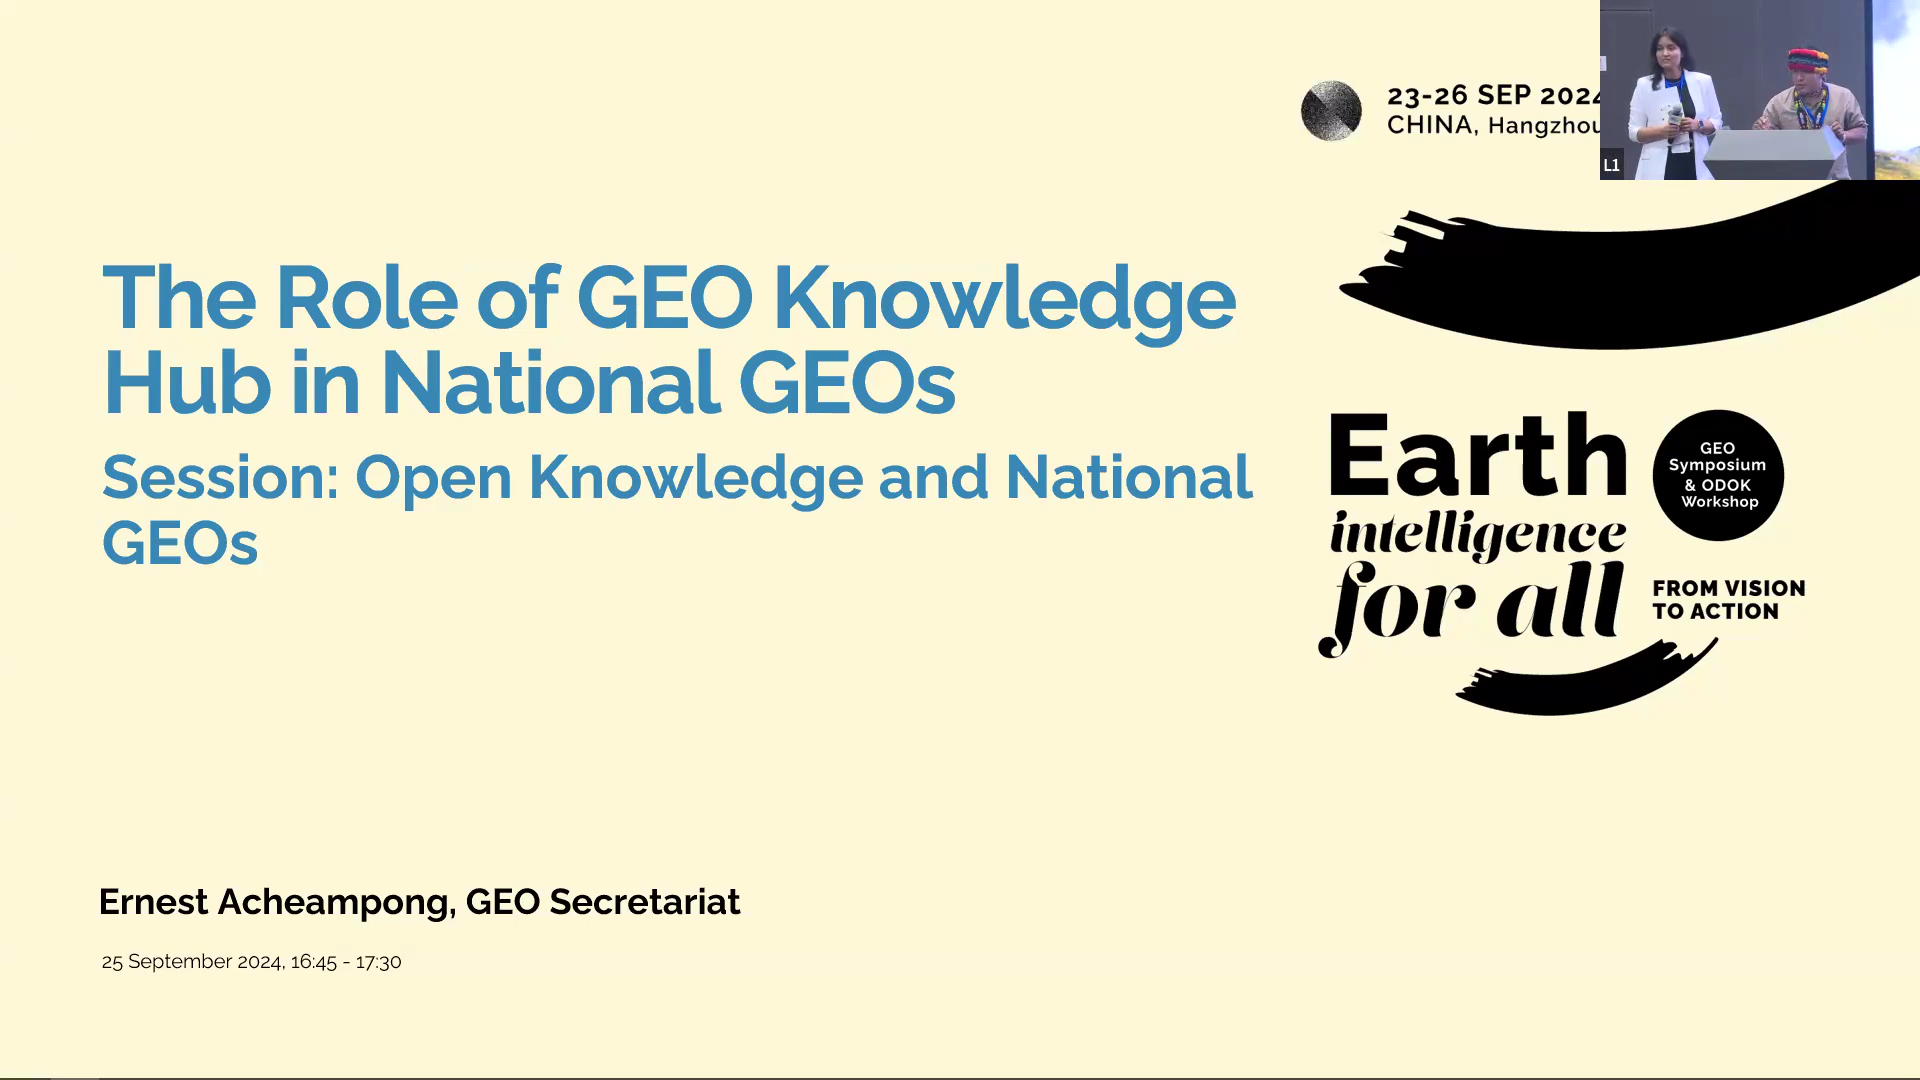 23-26 SEP 2024
CHINA, Hangzhou
L1
The Role of GEO Knowledge
Hub in National GEOs
Session: Open Knowledge and National
GEOs
Earth
intelligence
for all
GEO
Symposium
& ODOK
Workshop
FROM VISION
TO ACTION
Ernest Acheampong, GEO Secretariat
25 September 2024, 16:45 - 17:30